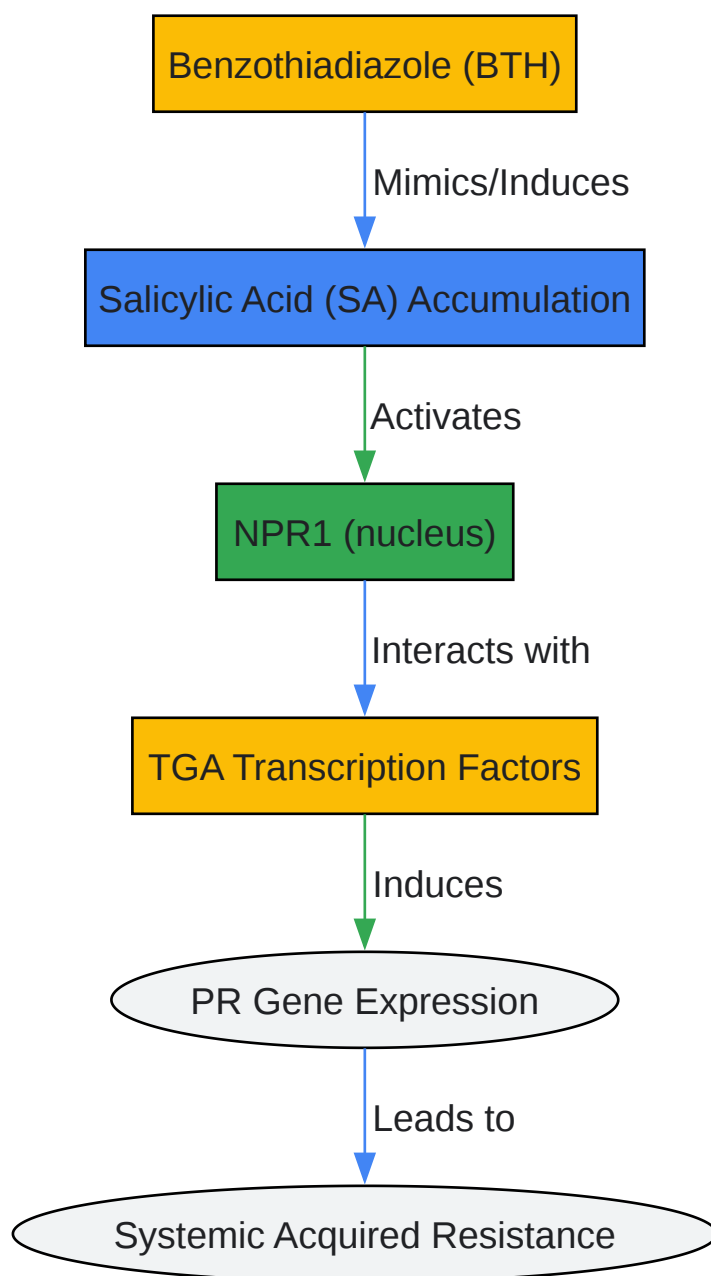 Benzothiadiazole (BTH)
Mimics/Induces
Salicylic Acid (SA) Accumulation
Activates
NPR1 (nucleus)
Interacts with
TGA Transcription Factors
Induces
PR Gene Expression
Leads to
Systemic Acquired Resistance